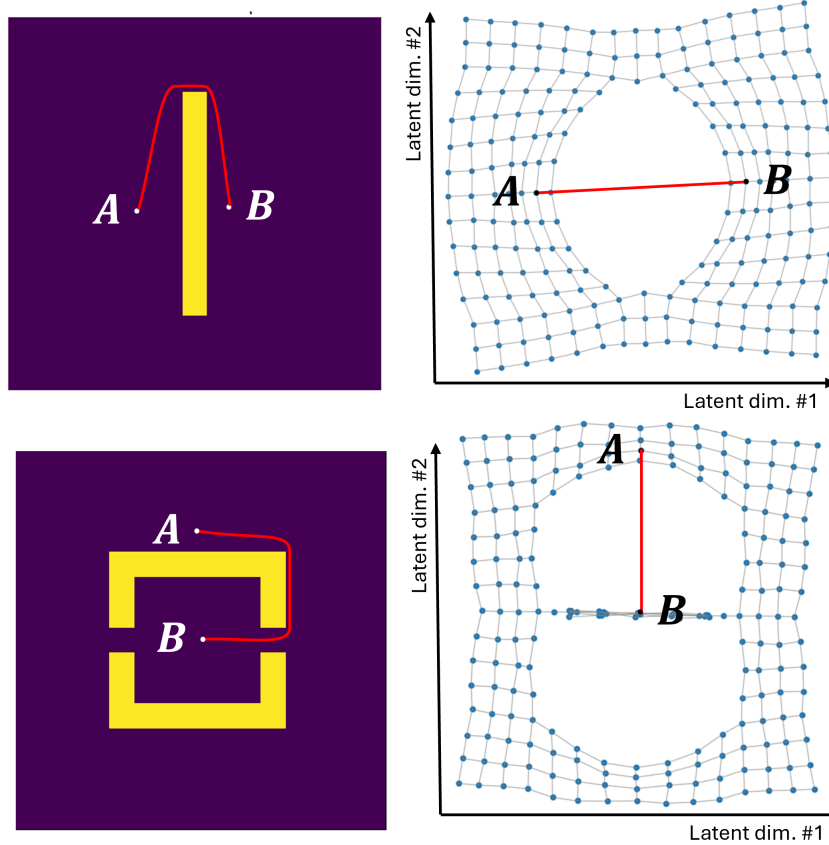 Latent dim. #2
A
B
A
B
Latent dim. #1
Latent dim. #2
A
B
A
B
Latent dim. #1